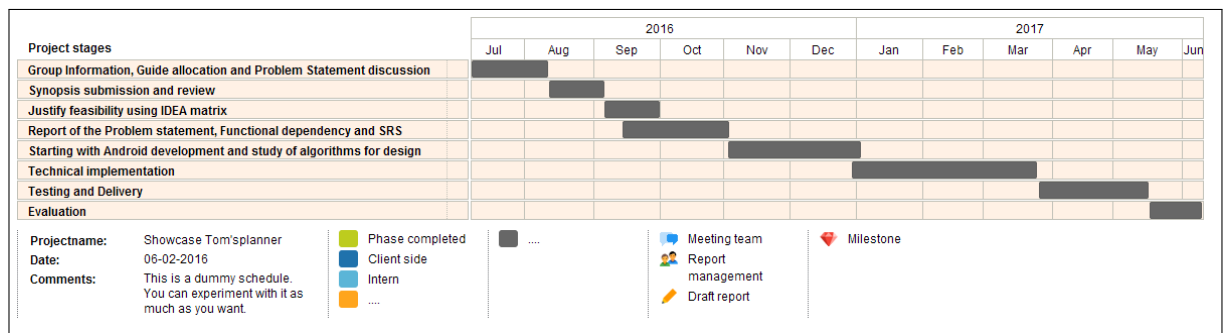 2016 2017
Project stages
Jul Aug Sep Oct Nov Dec Jan Feb Mar Apr May Jun
Group Information, Guide allocation and Problem Statement discussion
Synopsis submission and review
Justify feasibility using IDEA matrix
Report of the Problem statement, Functional dependency and SRS
Starting with Android development and study of algorithms for design
Technical implementation
Testing and Delivery
Evaluation
Projectname: Showcase Tom'splanner
Date: 06-02-2016
Comments: This is a dummy schedule.
You can experiment with it as
much as you want.
Phase completed
Client side
Intern
....
....
Meeting team
Report
management
Draft report
Milestone